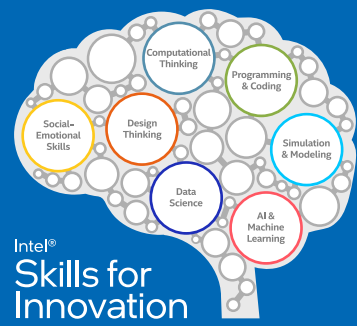 Computational
Thinking
Programming
& Coding
Social-
Emotional
Skills
Design
Thinking
Simulation
& Modeling
Data
Science
AI &
Machine
Learning
Intel®
Skills for
Innovation